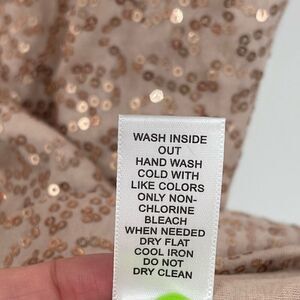 WASH INSIDE
OUT
HAND WASH
COLD WITH
LIKE COLORS
ONLY NON-
CHLORINE
BLEACH
WHEN NEEDED
DRY FLAT
COOL IRON
DO NOT
DRY CLEAN